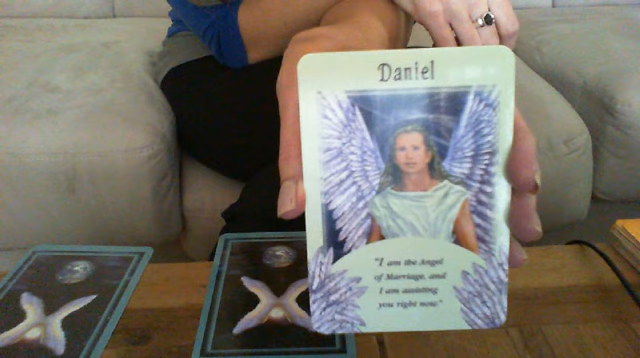 Daniel
"I am the Angel
of Marriage, and
I am assisting
you right now."